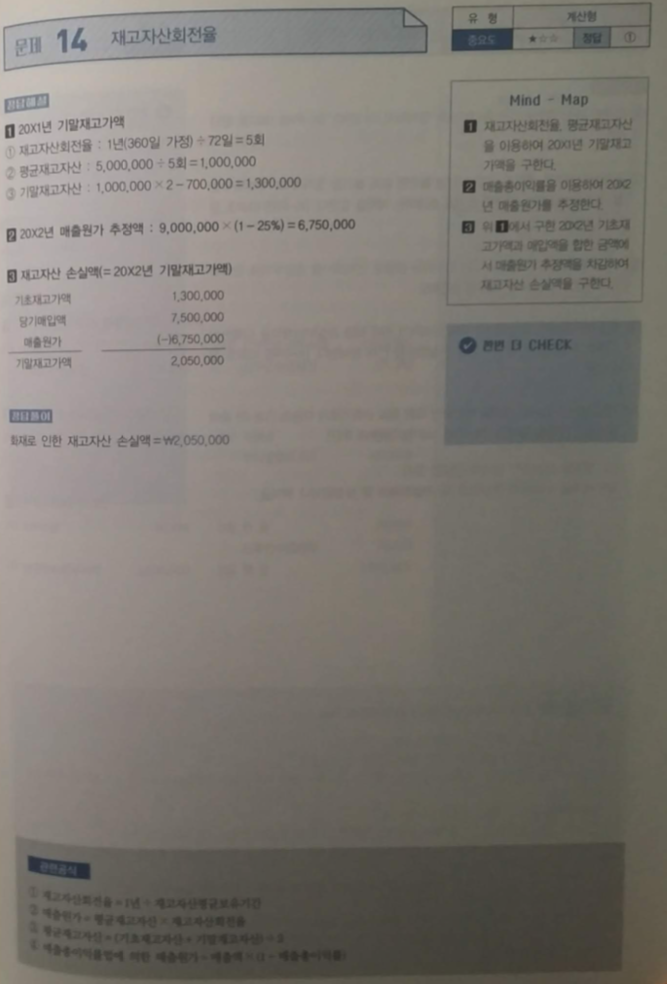 문제 14 재고자산회전율
유 형 계산형
중요도 ★☆☆ 정답 ①
정답해설
1 20X1년 기말재고가액
① 재고자산회전율 : 1년(360일 가정)÷72일=5회
② 평균재고자산 : 5,000,000÷5회=1,000,000
③ 기말재고자산 : 1,000,000×2-700,000=1,300,000
2 20X2년 매출원가 추정액 : 9,000,000×(1-25%)=6,750,000
3 재고자산 손실액(=20X2년 기말재고가액)
기초재고가액 1,300,000
당기매입액 7,500,000
매출원가 (-)6,750,000
기말재고가액 2,050,000
정답풀이
화재로 인한 재고자산 손실액=₩2,050,000
Mind - Map
1 재고자산회전율, 평균재고자산
을 이용하여 20X1년 기말재고
가액을 구한다.
2 매출총이익률을 이용하여 20X2
년 매출원가를 추정한다.
3 위 1에서 구한 20X2년 기초재
고가액과 매입액을 합한 금액에
서 매출원가 추정액을 차감하여
재고자산 손실액을 구한다.
한번 더 CHECK
관련공식
① 재고자산회전율=1년÷재고자산평균보유기간
② 매출원가=평균재고자산×재고자산회전율
③ 평균재고자산=(기초재고자산+기말재고자산)÷2
④ 매출총이익률법에 의한 매출원가=매출액×(1-매출총이익률)